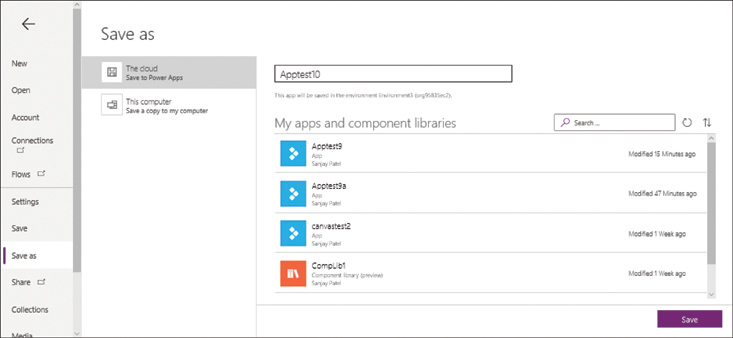 Save as
New
Open
Account
Connections
Flows
Settings
Save
Save as
Share
Collections
Media
The cloud
Save to Power Apps
This computer
Save a copy to my computer
Apptest10
This app will be saved in the environment Environment3
My apps and component libraries
Search ...
Apptest9
App
Sanjay Patel
Modified 15 Minutes ago
Apptest9a
App
Sanjay Patel
Modified 47 Minutes ago
canvastest2
App
Sanjay Patel
Modified 1 Week ago
CompLib1
Component library (preview)
Sanjay Patel
Modified 1 Week ago
Save